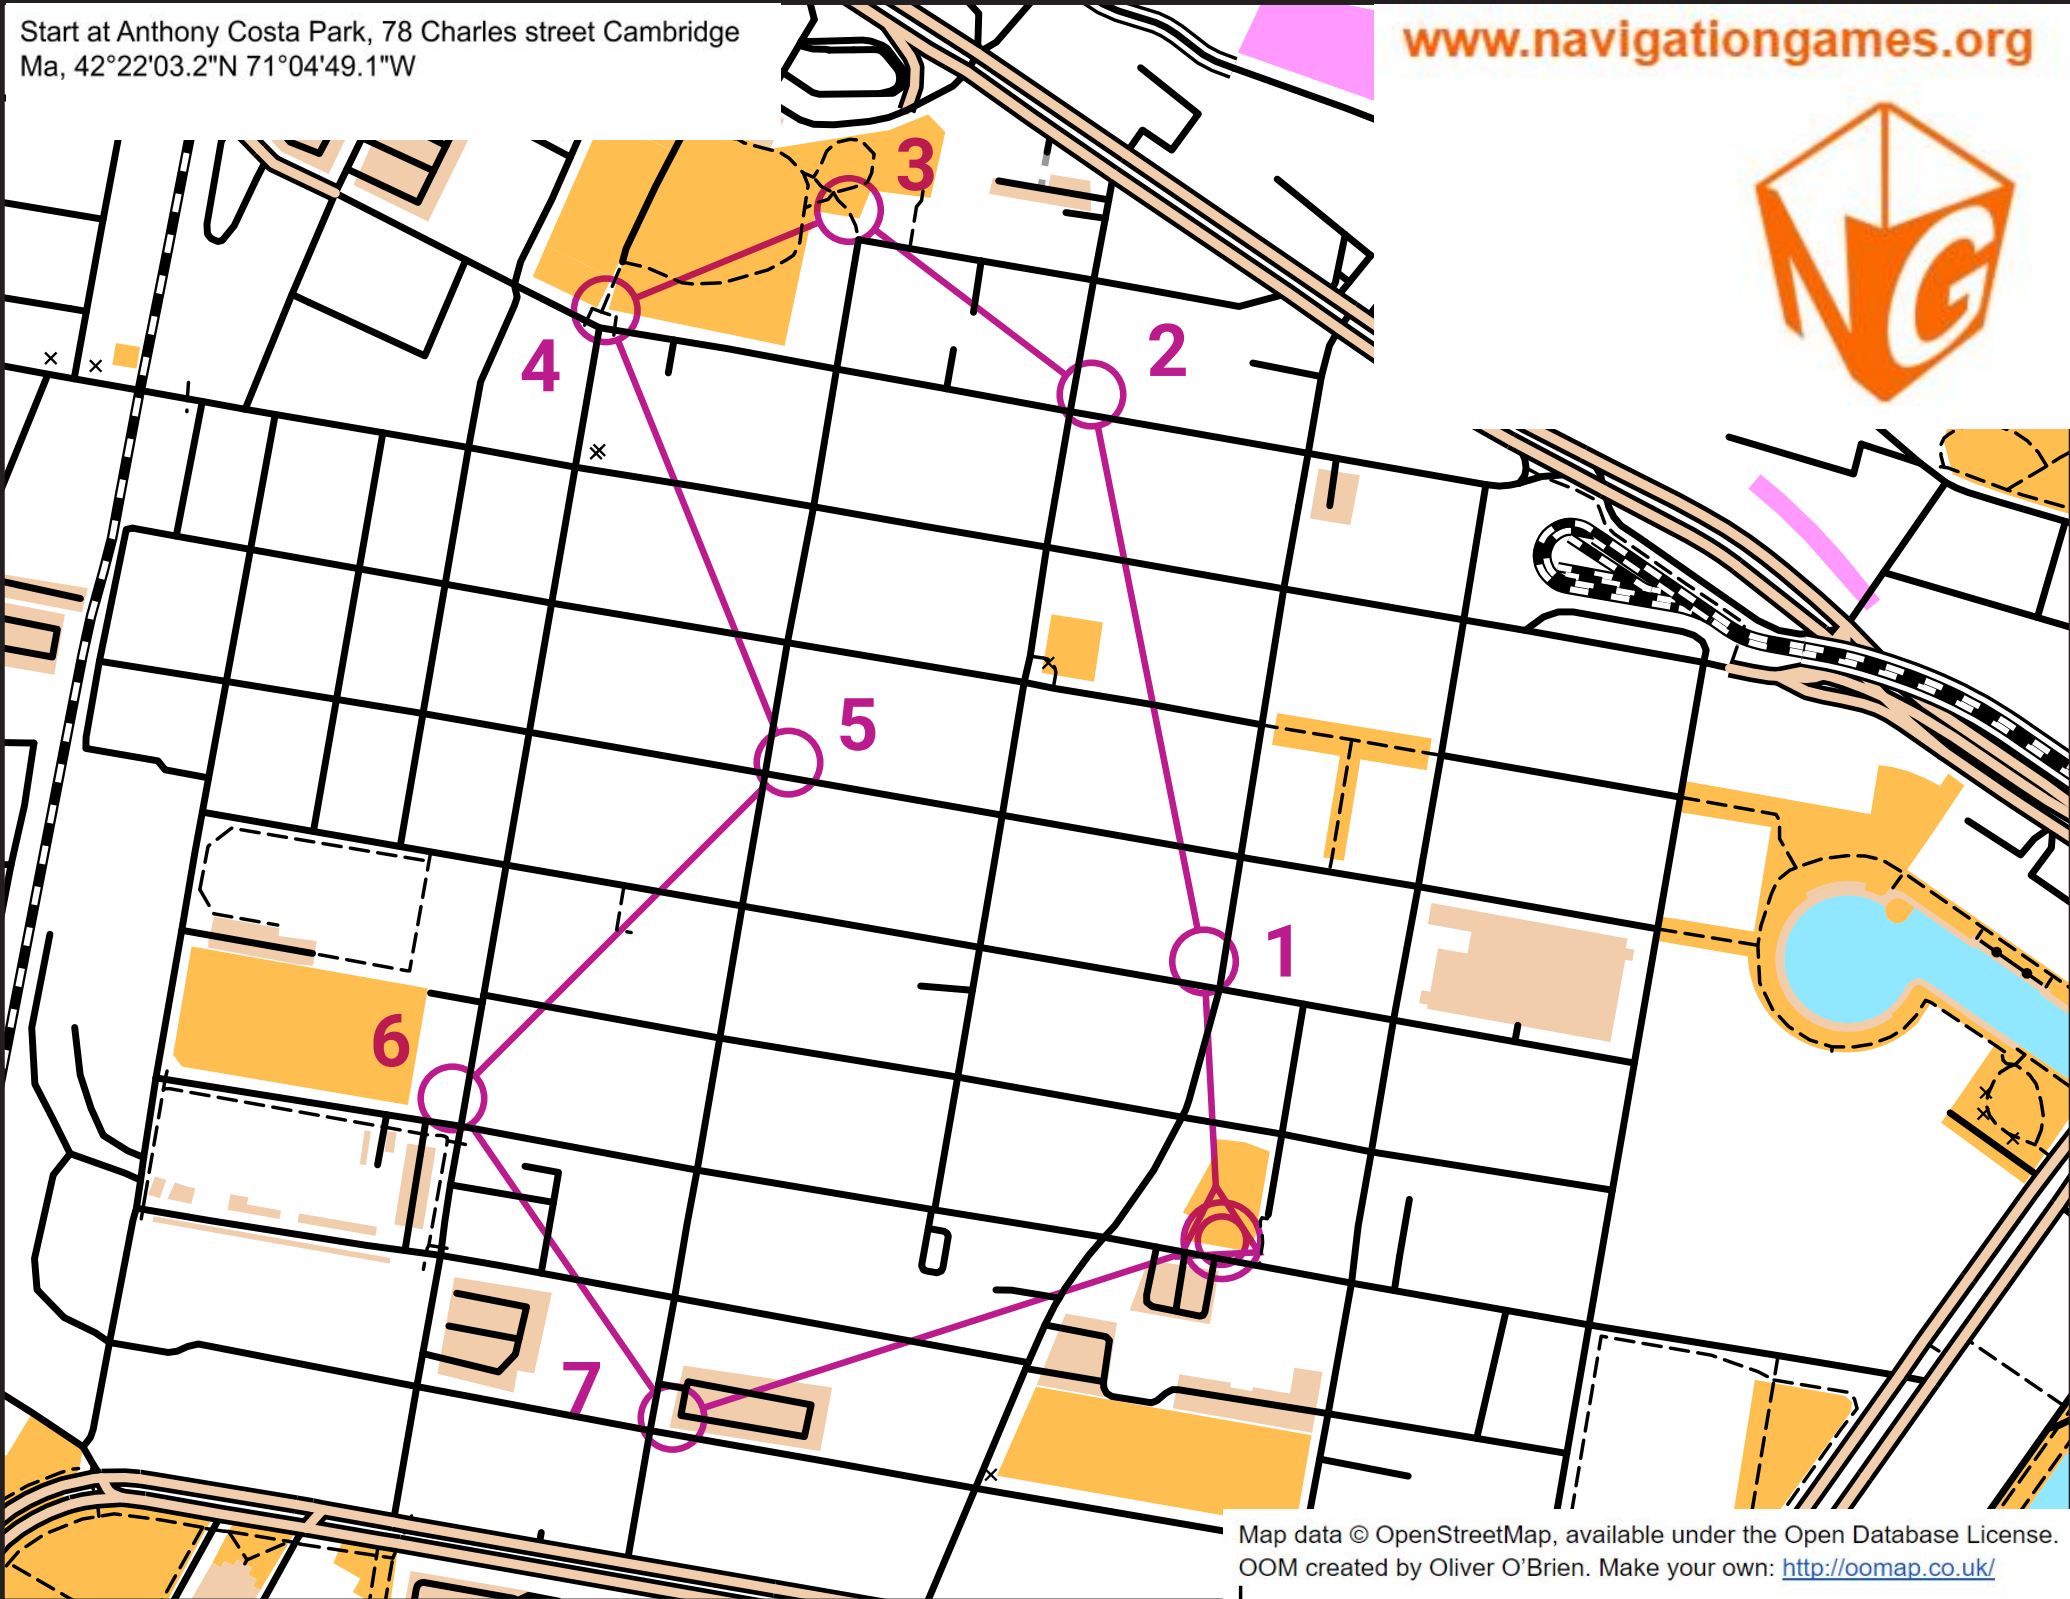 Start at Anthony Costa Park, 78 Charles street Cambridge
Ma, 42°22'03.2"N 71°04'49.1"W
www.navigationgames.org
NG
3
2
4
5
1
6
7
Map data © OpenStreetMap, available under the Open Database License.
OOM created by Oliver O'Brien. Make your own: http://oomap.co.uk/